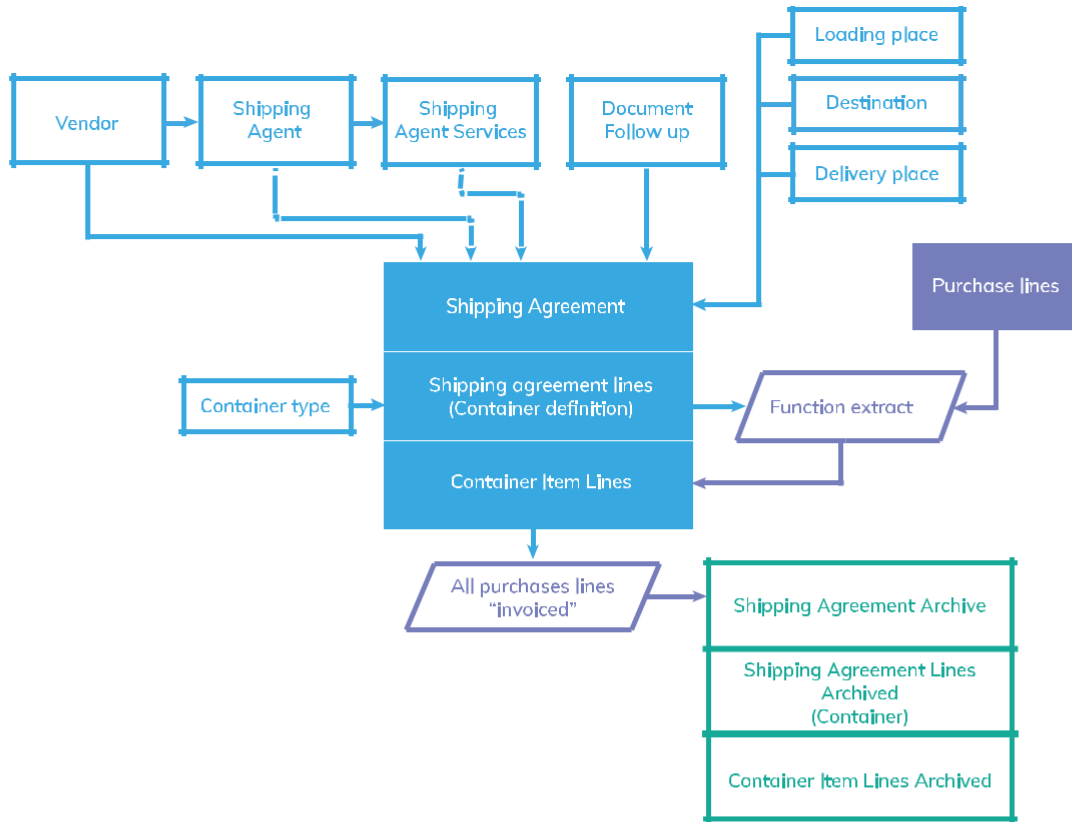 Loading place
Vendor
Shipping
Agent
Shipping
Agent Services
Document
Follow up
Destination
Delivery place
Purchase lines
Shipping Agreement
Container type
Shipping agreement lines
(Container definition)
Function extract
Container Item Lines
All purchases lines
“invoiced”
Shipping Agreement Archive
Shipping Agreement Lines
Archived
(Container)
Container Item Lines Archived